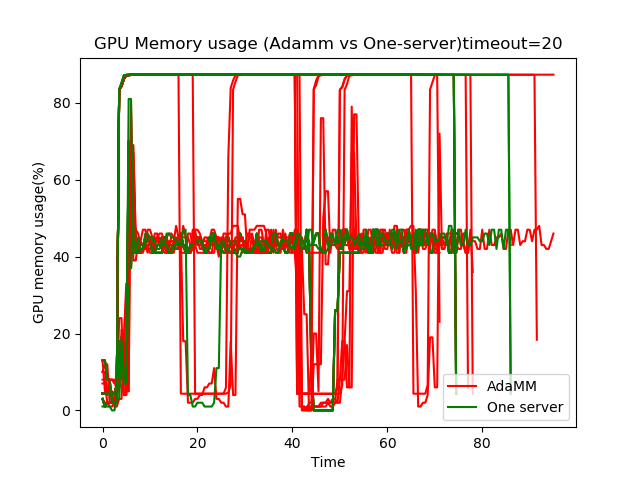 GPU Memory usage (Adamm vs One-server)timeout=20
GPU memory usage(%)
80
60
40
20
0
0 20 40 60 80
Time
AdaMM
One server